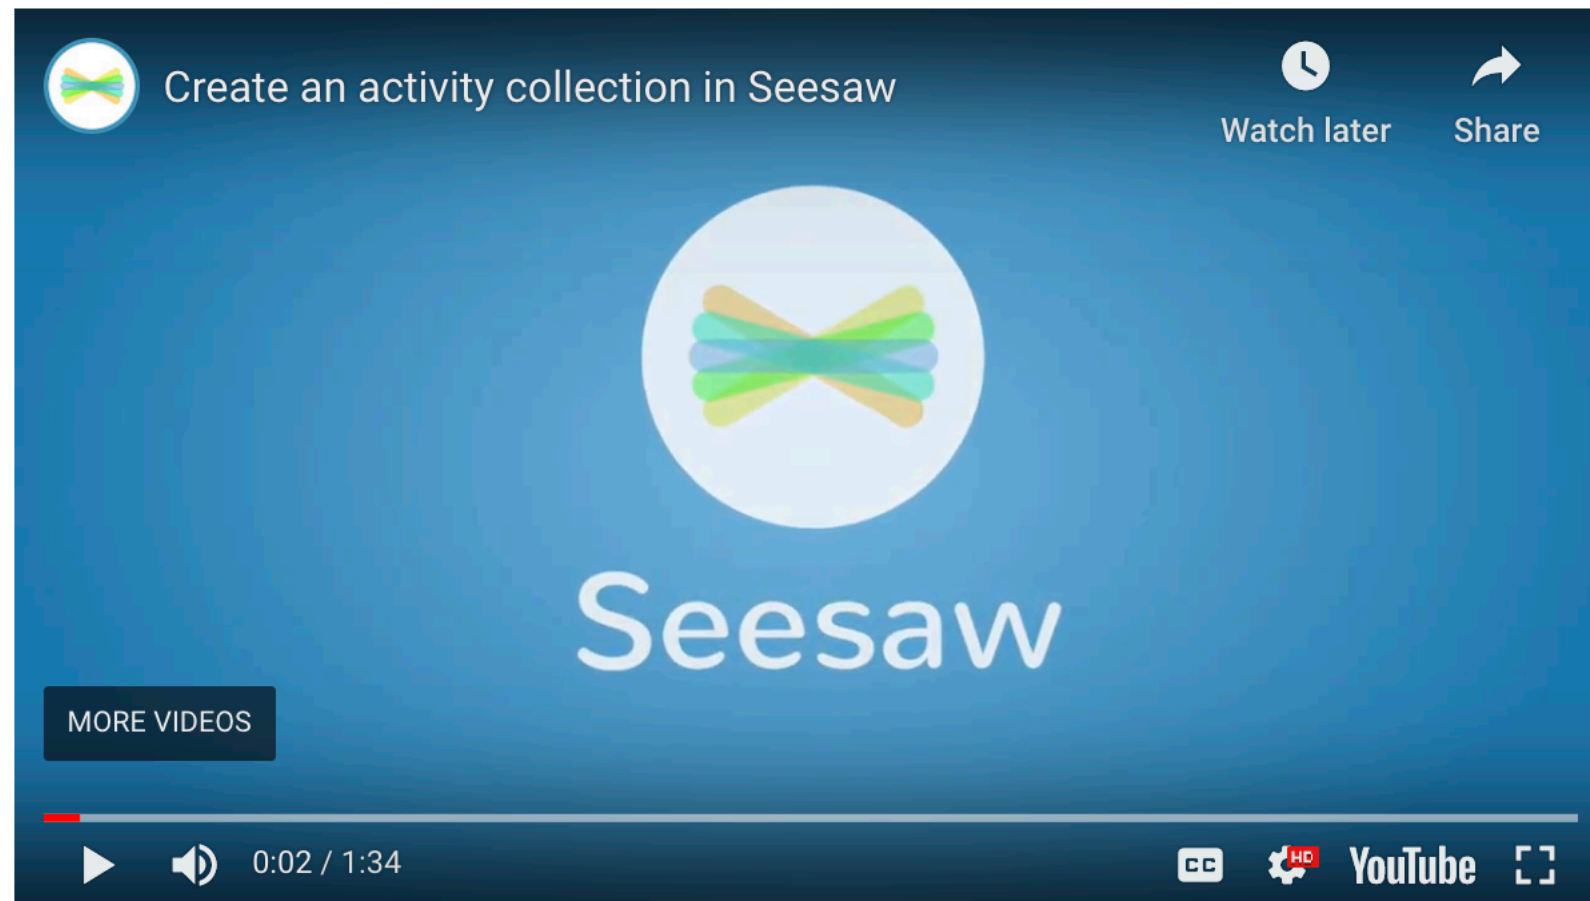 Create an activity collection in Seesaw
Watch later
Share
Seesaw
MORE VIDEOS
0:02 / 1:34
CC
HD
YouTube